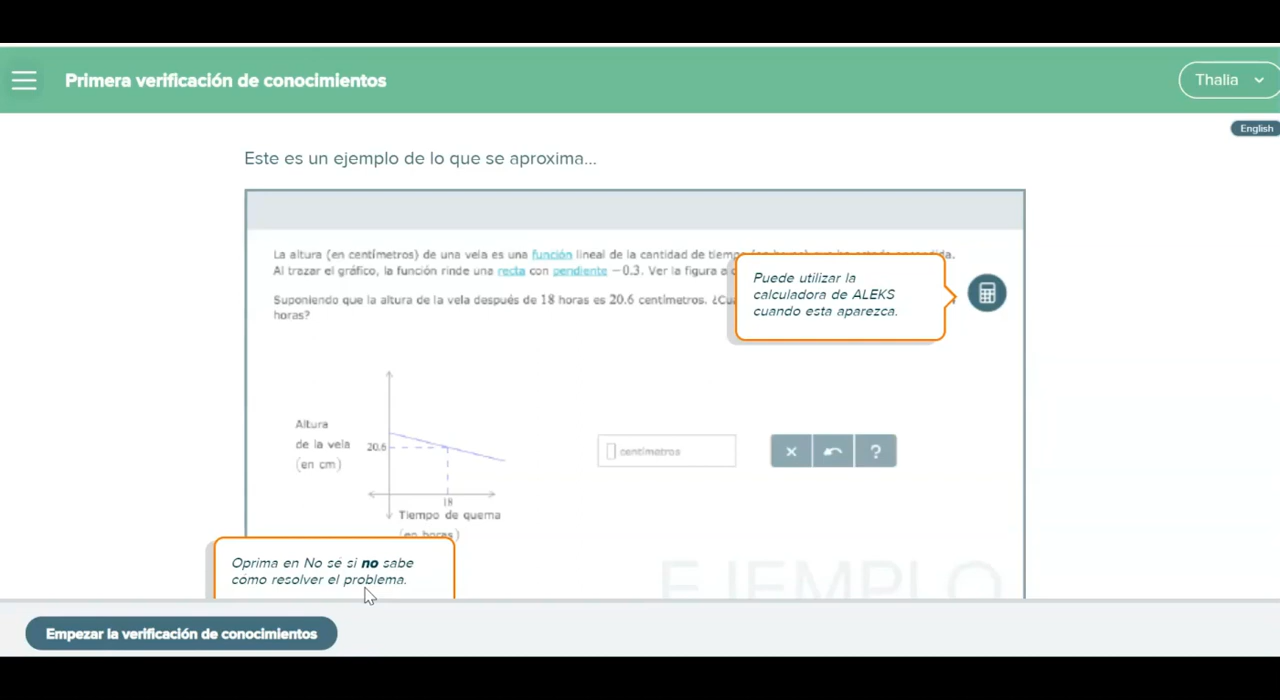 Primera verificación de conocimientos
Thalia
English
Este es un ejemplo de lo que se aproxima...
La altura (en centímetros) de una vela es una función lineal de la cantidad de tiempo
Al trazar el gráfico, la función rinde una recta con pendiente −0.3. Ver la figura a
Suponiendo que la altura de la vela después de 18 horas es 20.6 centímetros. ¿
horas?
Puede utilizar la
calculadora de ALEKS
cuando esta aparezca.
Altura
de la vela
(en cm)
20.6
18
Tiempo de quema
(en horas)
centímetros
×
?
Oprima en No sé si no sabe
cómo resolver el problema.
EJEMPLO
Empezar la verificación de conocimientos